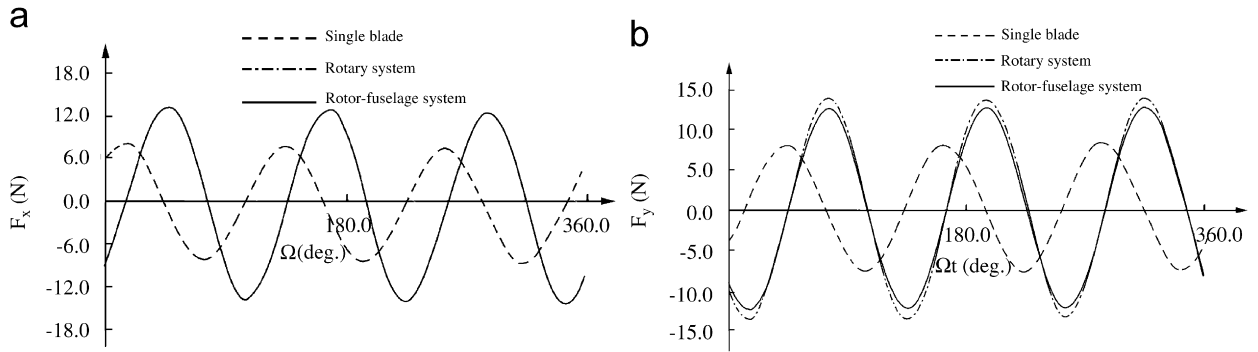 a
Single blade
Rotary system
Rotor-fuselage system
18.0
12.0
6.0
0.0
-6.0
-12.0
-18.0
Fx (N)
180.0
360.0
Ω(deg.)
b
Single blade
Rotary system
Rotor-fuselage system
15.0
10.0
5.0
0.0
-5.0
-10.0
-15.0
Fy (N)
180.0
360.0
Ωt (deg.)